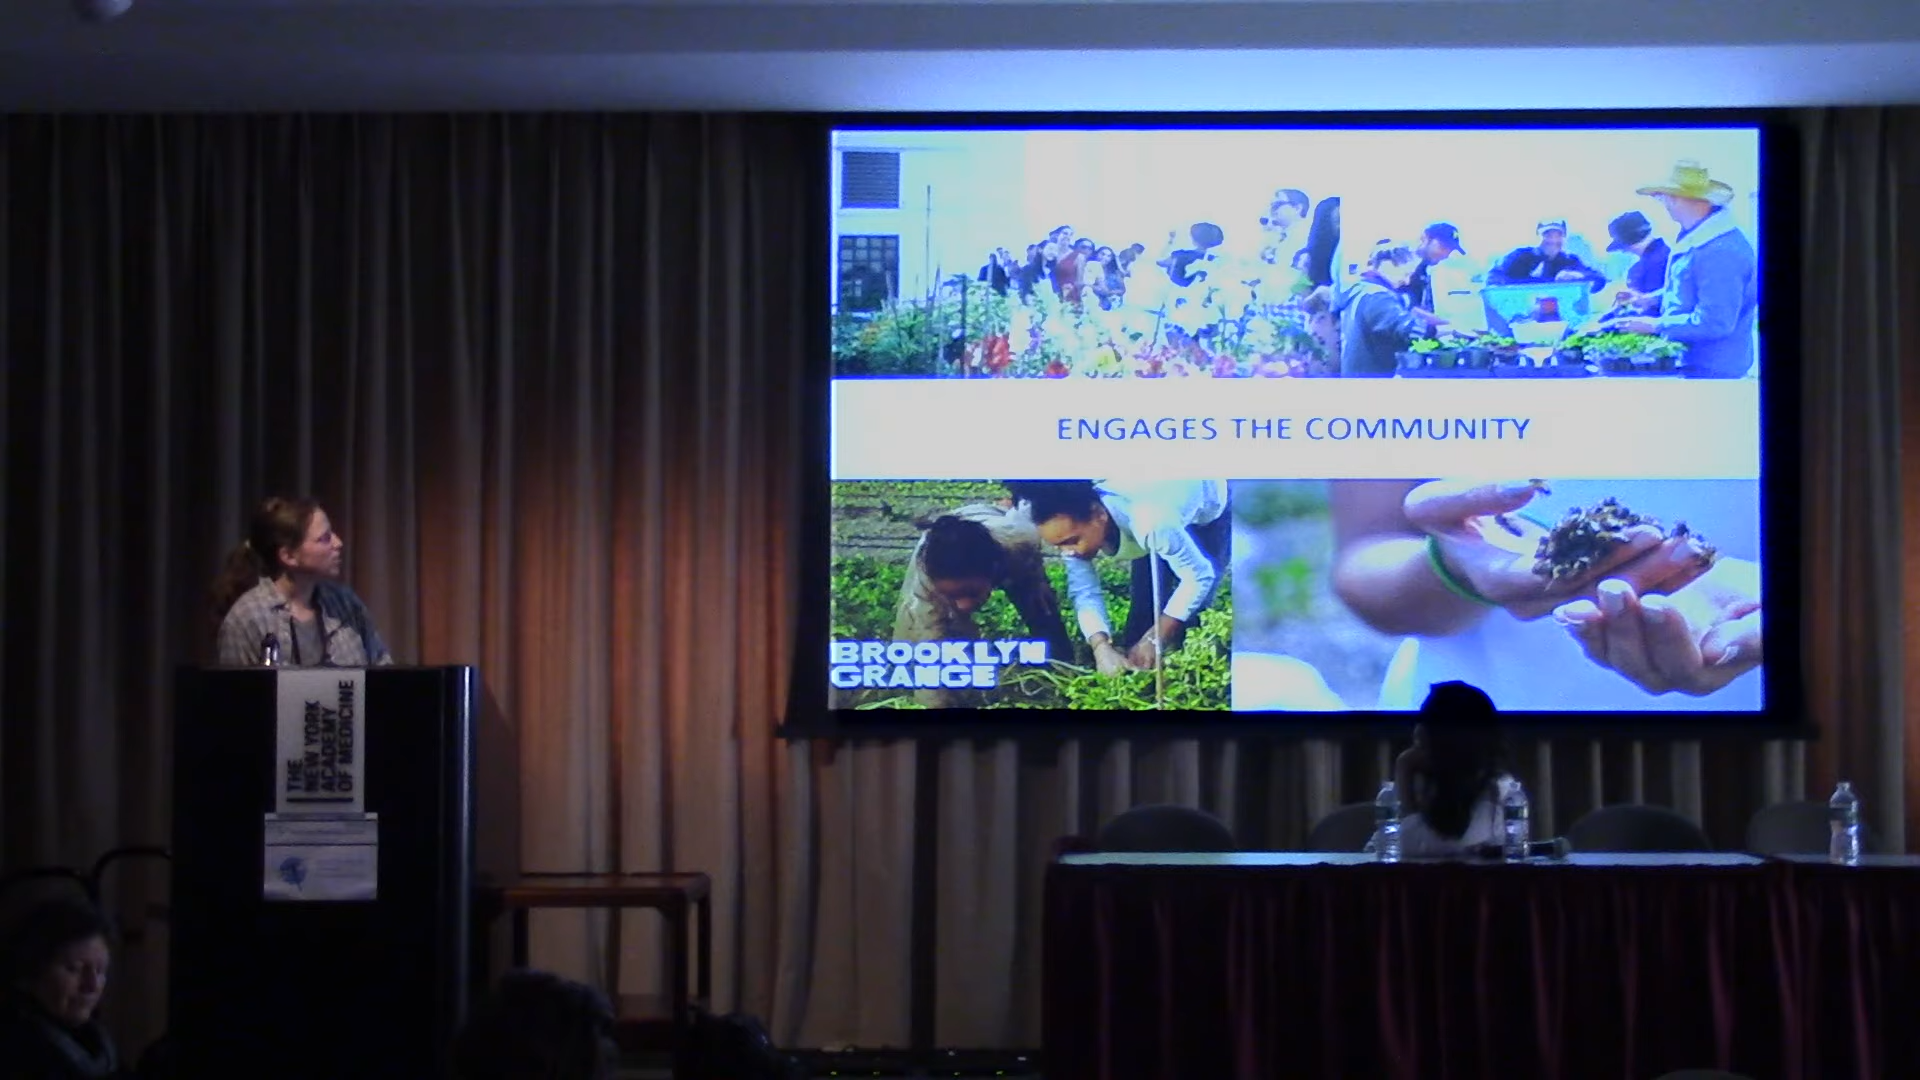 ENGAGES THE COMMUNITY
BROOKLYN
GRANGE
THE
NEW YORK
ACADEMY
OF MEDICINE